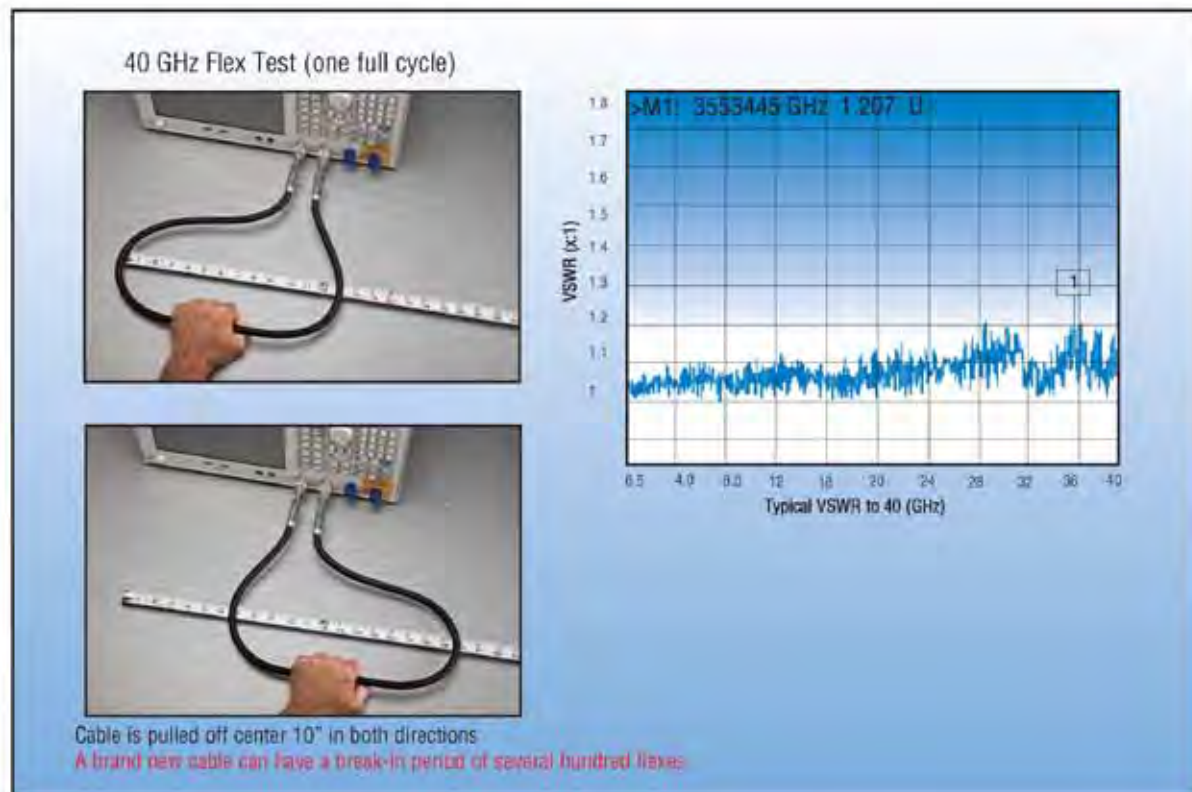 40 GHz Flex Test (one full cycle)
>M1: 3553445 GHz 1.207 U
1.8
1.7
1.6
1.5
1.4
1.3
1.2
1.1
1
VSWR (x:1)
1
6.5 4.0 8.0 12 16 20 24 28 32 36 40
Typical VSWR to 40 (GHz)
Cable is pulled off center 10" in both directions
A brand new cable can have a break-in period of several hundred flexes